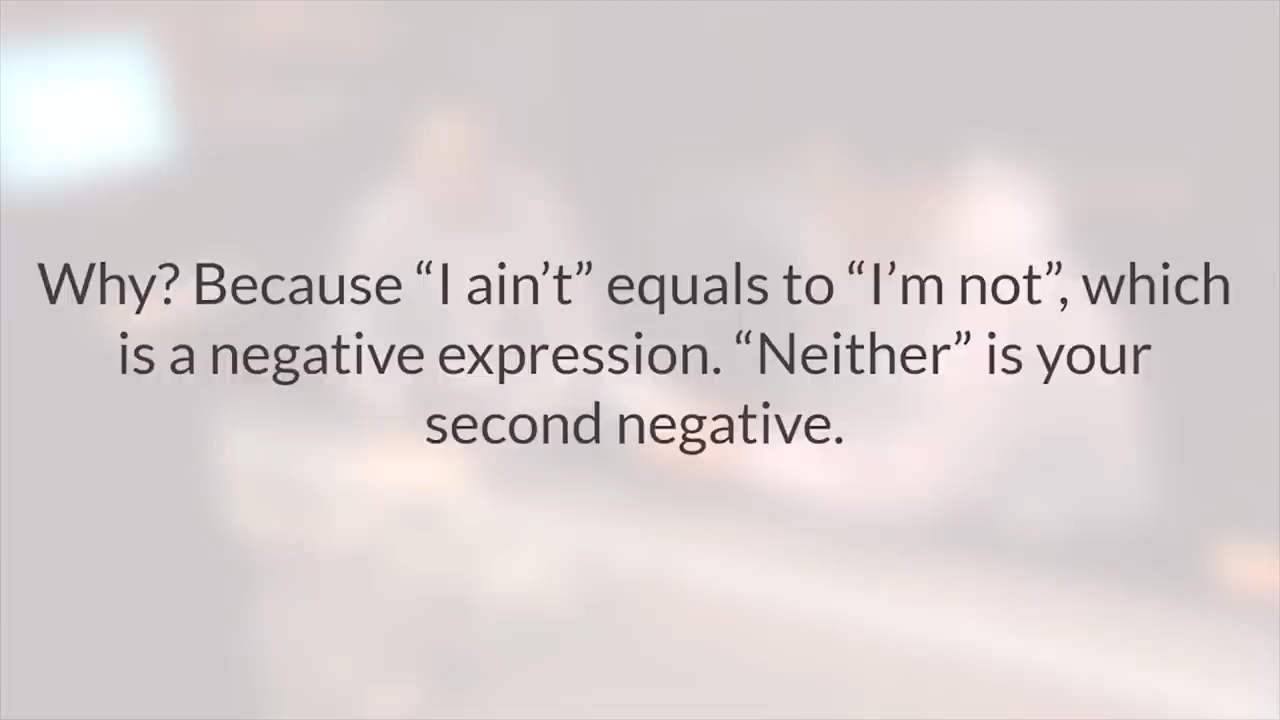 Why? Because “I ain’t” equals to “I’m not”, which
is a negative expression. “Neither” is your
second negative.